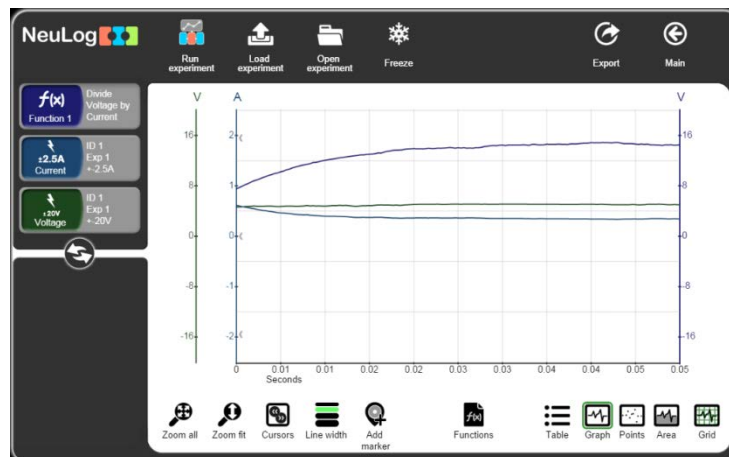 NeuLog
Run
experiment
Load
experiment
Open
experiment
Freeze
Export
Main
f(x)
Function 1
Divide
Voltage by
Current
±2.5A
Current
ID 1
Exp 1
+-2.5A
Voltage
ID 1
Exp 1
+-20V
V
A
V
16
2
16
8
1
8
0
0
0
-8
-1
-8
-16
-2
-16
0
0.01
0.01
0.02
0.02
0.03
0.03
0.04
0.04
0.05
0.05
Seconds
Zoom all
Zoom fit
Cursors
Line width
Add
marker
f(x)
Functions
Table
Graph
Points
Area
Grid